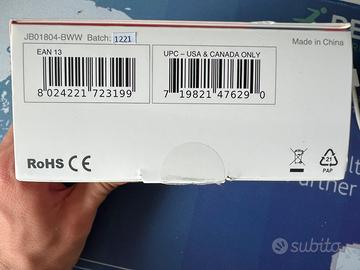 JB01804-BWW Batch: 1221
Made in China
EAN 13
8 024221 723199
UPC – USA & CANADA ONLY
7 19821 47629 0
RoHS CE
21
PAP
Partner
subito